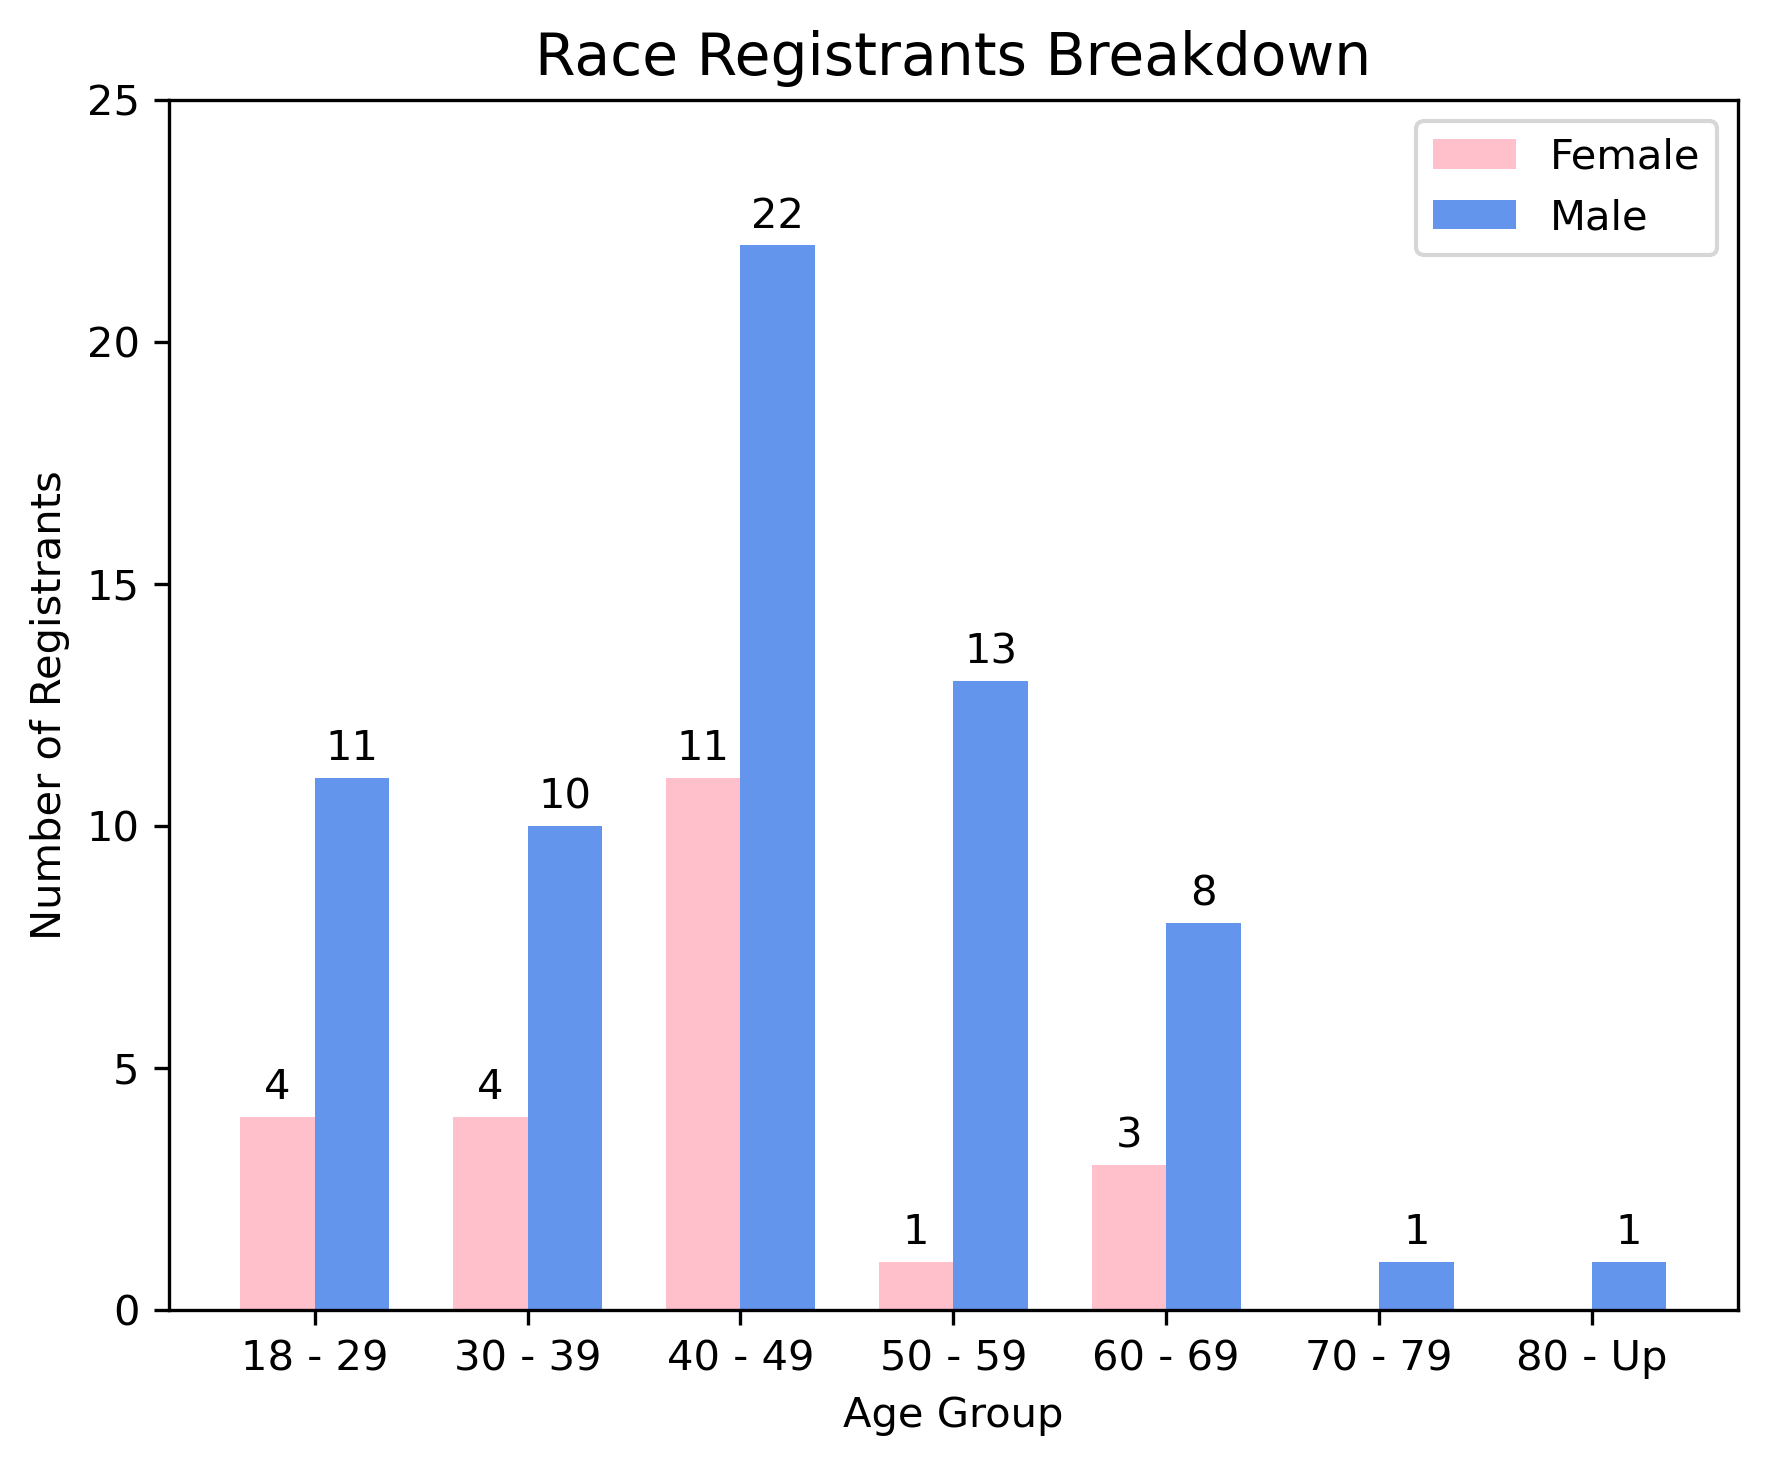 Race Registrants Breakdown
Female
Male
25
20
15
10
5
0
Number of Registrants
4
11
4
10
11
22
1
13
3
8
1
1
18 - 29
30 - 39
40 - 49
50 - 59
60 - 69
70 - 79
80 - Up
Age Group